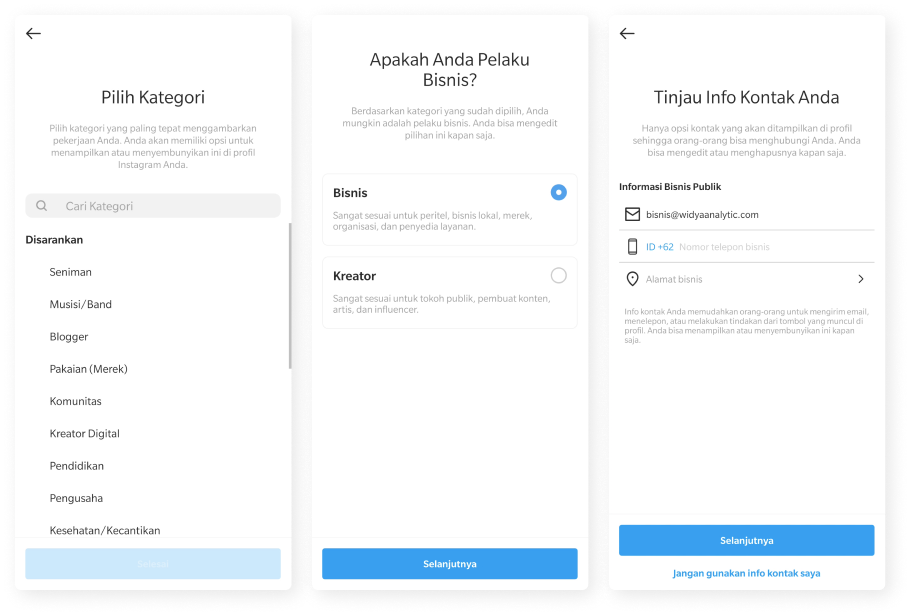 Pilih Kategori
Pilih kategori yang paling tepat menggambarkan
pekerjaan Anda. Anda akan memiliki opsi untuk
menampilkan atau menyembunyikan ini di profil
Instagram Anda.
Cari Kategori
Disarankan
Seniman
Musisi/Band
Blogger
Pakaian (Merek)
Komunitas
Kreator Digital
Pendidikan
Pengusaha
Kesehatan/Kecantikan
Apakah Anda Pelaku
Bisnis?
Berdasarkan kategori yang sudah dipilih, Anda
mungkin adalah pelaku bisnis. Anda bisa mengedit
pilihan ini kapan saja.
Bisnis
Sangat sesuai untuk peritel, bisnis lokal, merek,
organisasi, dan penyedia layanan.
Kreator
Sangat sesuai untuk tokoh publik, pembuat konten,
artis, dan influencer.
Selanjutnya
Tinjau Info Kontak Anda
Hanya opsi kontak yang akan ditampilkan di profil
sehingga orang-orang bisa menghubungi Anda. Anda
bisa mengedit atau menghapusnya kapan saja.
Informasi Bisnis Publik
bisnis@widyaanalytic.com
ID +62 Nomor telepon bisnis
Alamat bisnis
Info kontak Anda memudahkan orang-orang untuk mengirim email,
menelepon, atau melakukan tindakan dari tombol yang muncul di
profil. Anda bisa menampilkan atau menyembunyikan ini kapan
saja.
Selanjutnya
Jangan gunakan info kontak saya